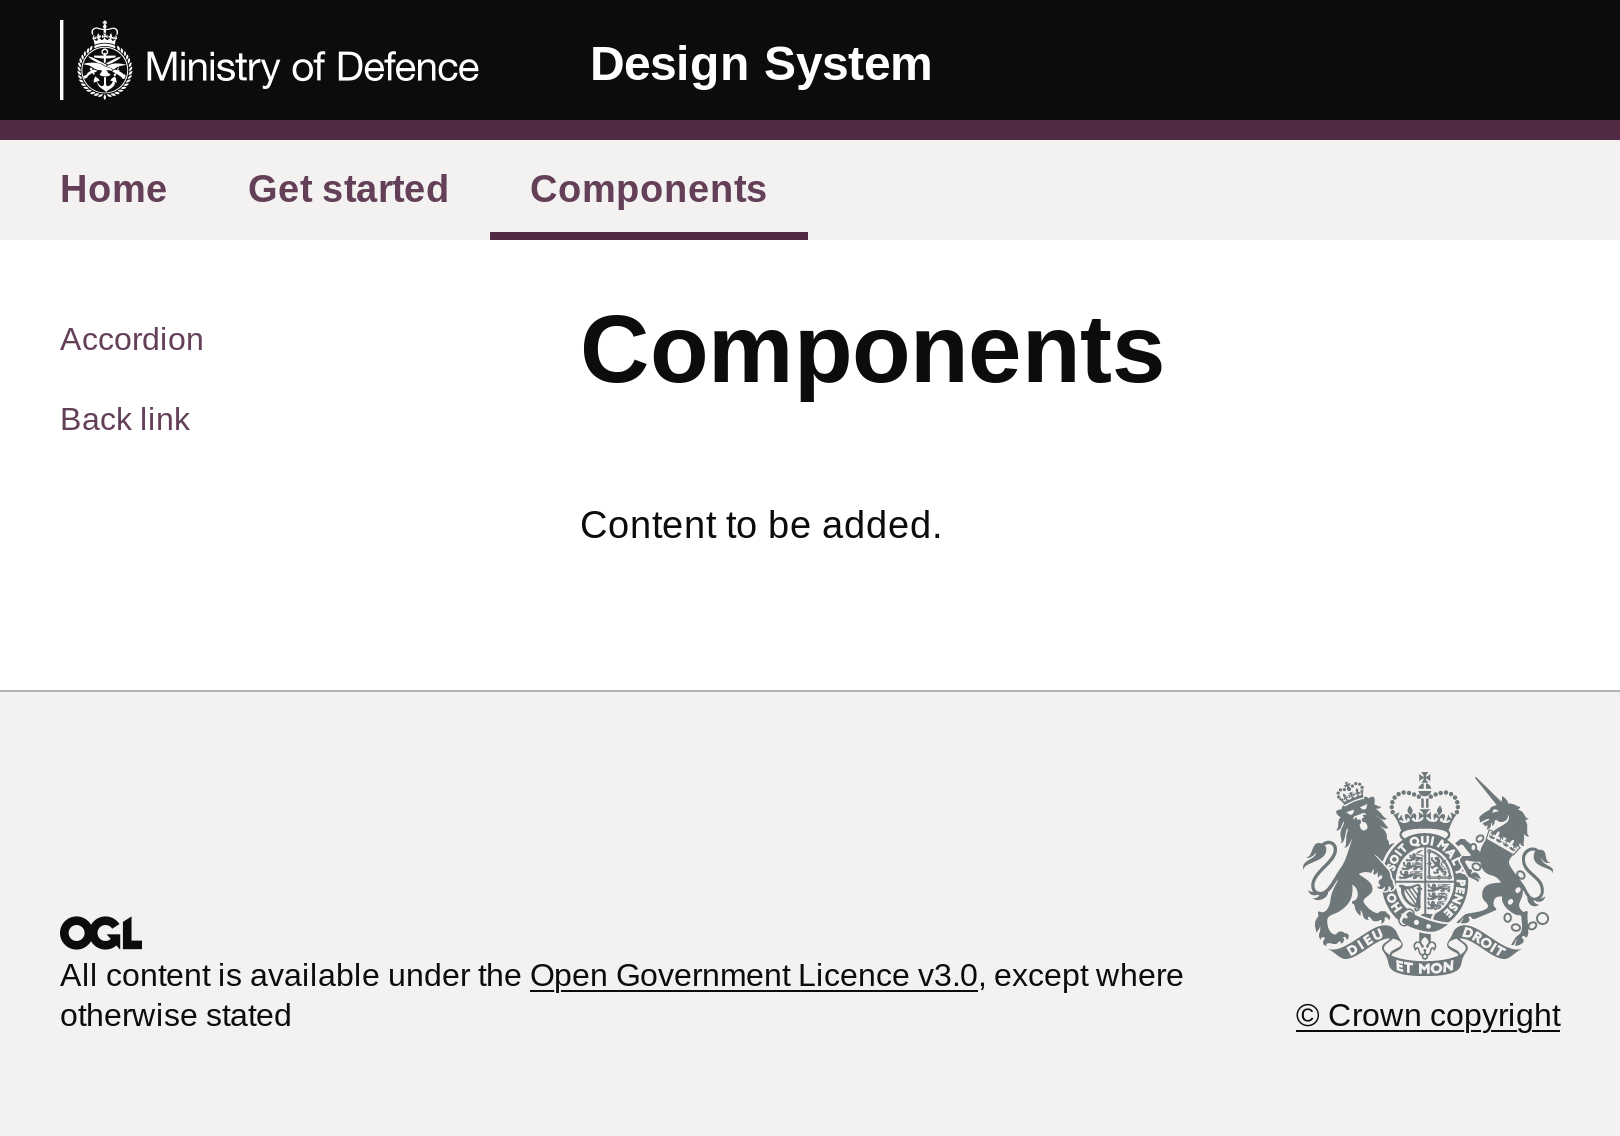 Ministry of Defence
Design System
Home
Get started
Components
Accordion
Back link
Components
Content to be added.
OGL
All content is available under the Open Government Licence v3.0, except where
otherwise stated
SOIT QUI MAL
PENSE
HON
DIEU
ET MON
DROIT
© Crown copyright